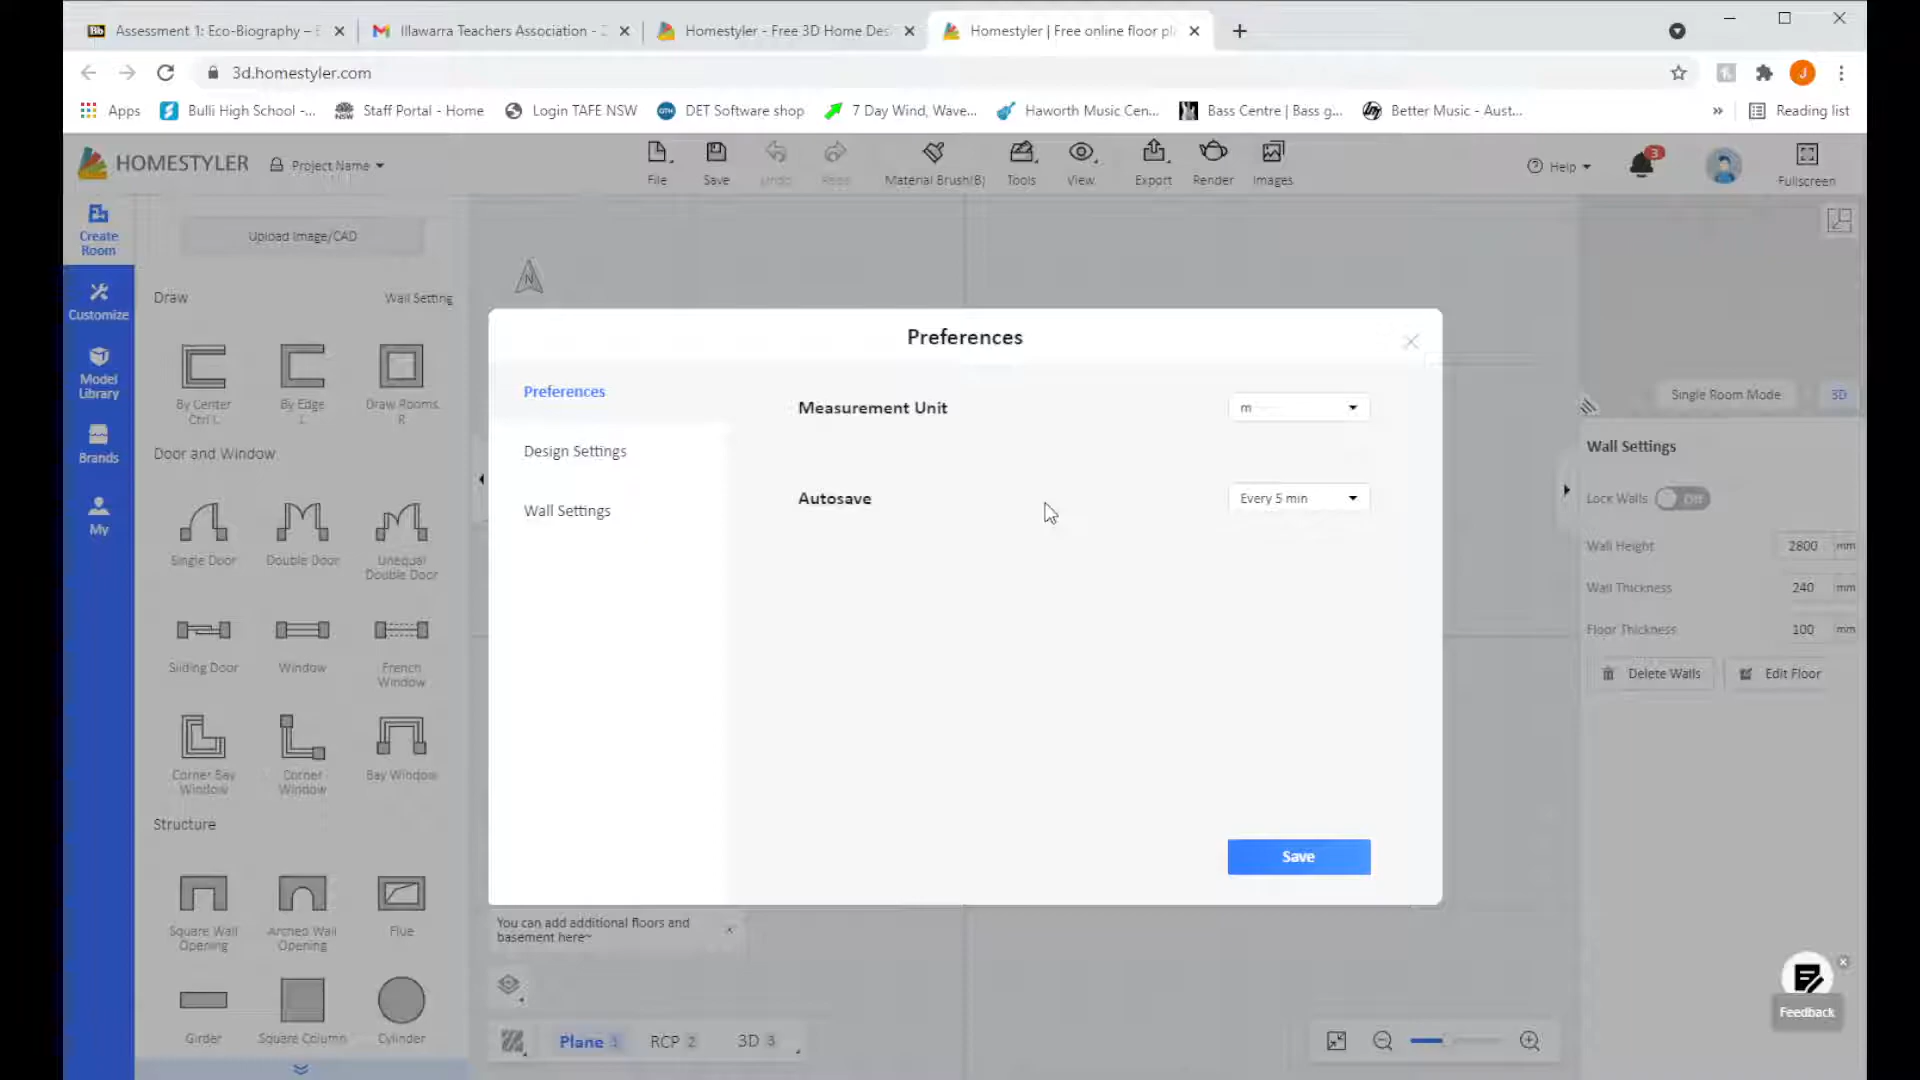 Assessment 1: Eco-Biography –
Illawarra Teachers Association -
Homestyler - Free 3D Home Des
Homestyler | Free online floor pl
3d.homestyler.com
J
Apps
Bulli High School -...
Staff Portal - Home
Login TAFE NSW
DET Software shop
7 Day Wind, Wave...
Haworth Music Cen...
Bass Centre | Bass g...
Better Music - Aust...
»
Reading list
HOMESTYLER
Project Name
File
Save
Undo
Redo
Material Brush(B)
Tools
View
Export
Render
Images
Help
3
Fullscreen
Create
Room
Customize
Model
Library
Brands
My
Upload Image/CAD
Draw
Wall Setting
By Center
Ctrl L
By Edge
L
Draw Rooms
R
Door and Window
Single Door
Double Door
Unequal
Double Door
Sliding Door
Window
French
Window
Corner Bay
Window
Corner
Window
Bay Window
Structure
Square Wall
Opening
Arched Wall
Opening
Flue
Girder
Square Column
Cylinder
N
Preferences
Preferences
Design Settings
Wall Settings
Measurement Unit
m
Autosave
Every 5 min
Save
You can add additional floors and
basement here~
Plane 1
RCP 2
3D 3
Single Room Mode
3D
Wall Settings
Lock Walls
Off
Wall Height
2800 mm
Wall Thickness
240 mm
Floor Thickness
100 mm
Delete Walls
Edit Floor
Feedback